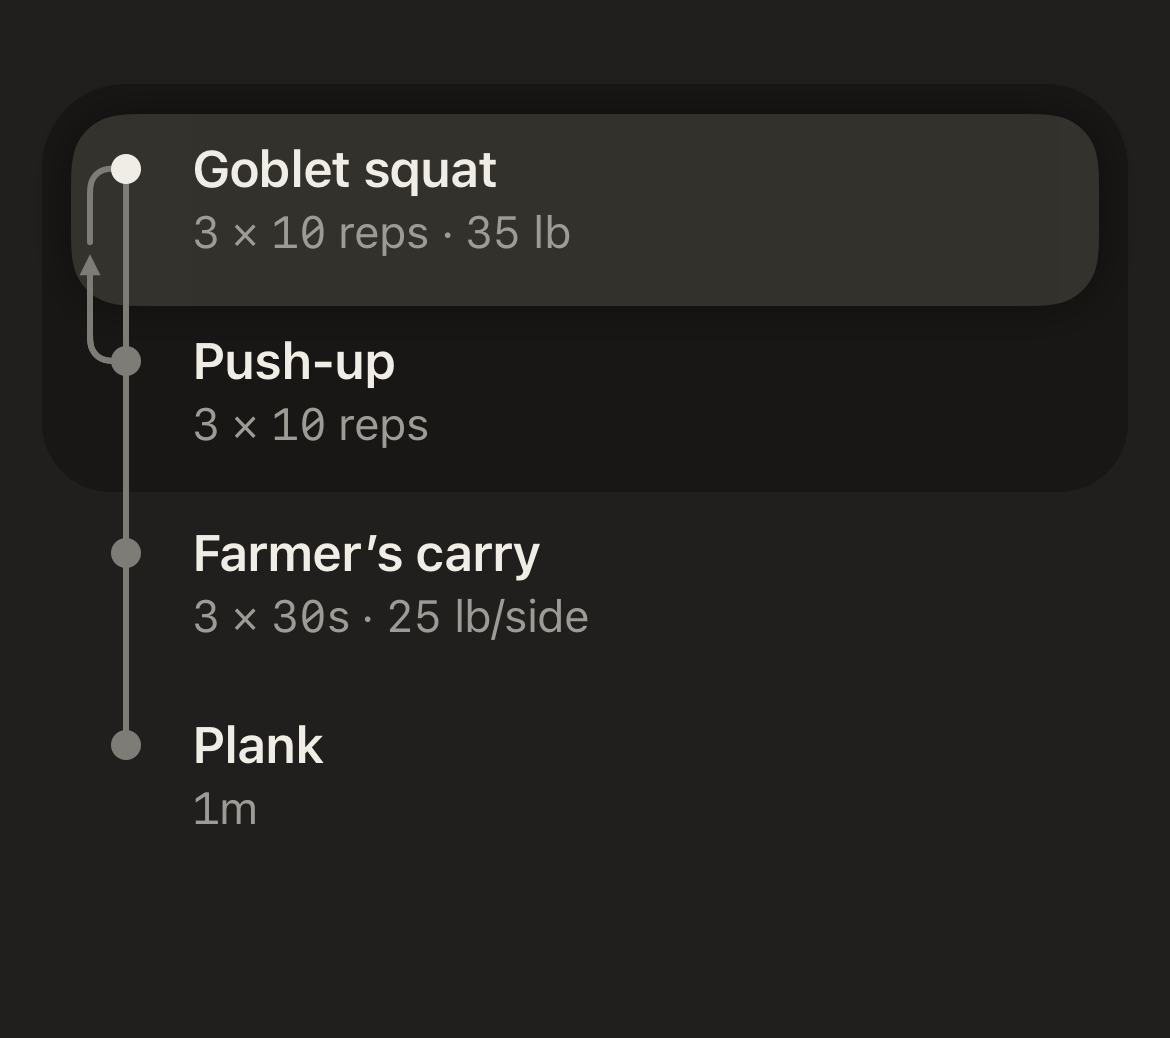 Goblet squat
3 × 10 reps · 35 lb
Push-up
3 × 10 reps
Farmer’s carry
3 × 30s · 25 lb/side
Plank
1m